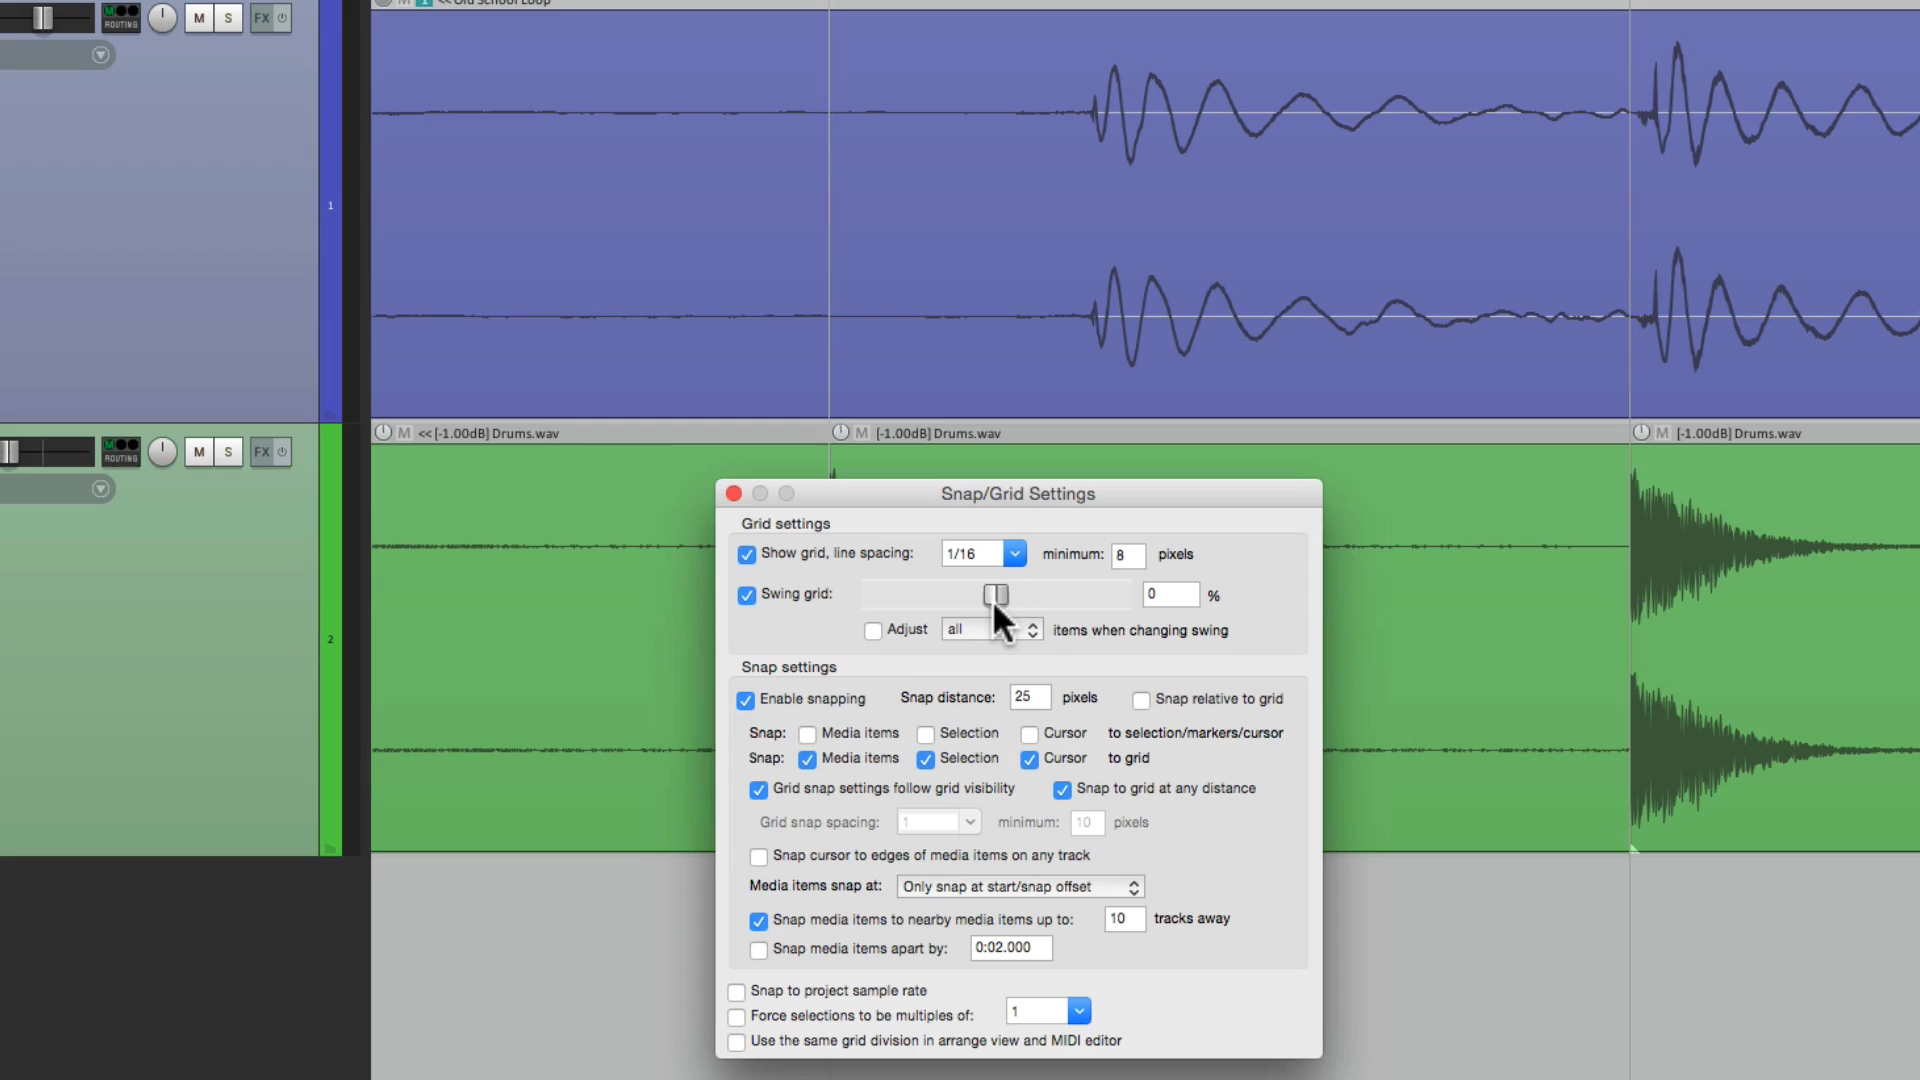 M 1 << Old School Loop
ROUTING M S FX
1
M << [-1.00dB] Drums.wav M [-1.00dB] Drums.wav M [-1.00dB] Drums.wav
M ROUTING M S FX
2
Snap/Grid Settings
Grid settings
Show grid, line spacing: 1/16 minimum: 8 pixels
Swing grid: 0 %
Adjust all items when changing swing
Snap settings
Enable snapping Snap distance: 25 pixels Snap relative to grid
Snap: Media items Selection Cursor to selection/markers/cursor
Snap: Media items Selection Cursor to grid
Grid snap settings follow grid visibility Snap to grid at any distance
Grid snap spacing: 1 minimum: 10 pixels
Snap cursor to edges of media items on any track
Media items snap at: Only snap at start/snap offset
Snap media items to nearby media items up to: 10 tracks away
Snap media items apart by: 0:02.000
Snap to project sample rate
Force selections to be multiples of: 1
Use the same grid division in arrange view and MIDI editor